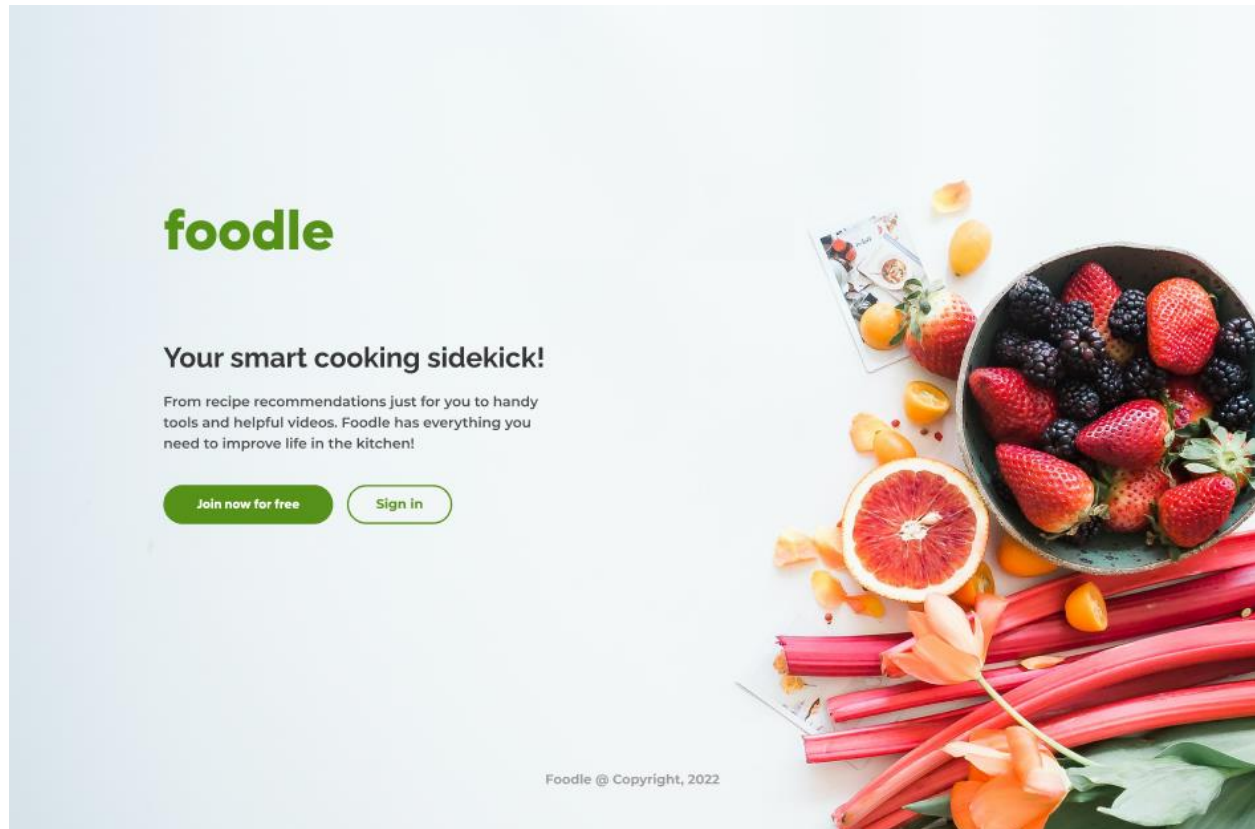 foodle
Your smart cooking sidekick!
From recipe recommendations just for you to handy
tools and helpful videos. Foodle has everything you
need to improve life in the kitchen!
Join now for free
Sign in
Foodle @ Copyright, 2022